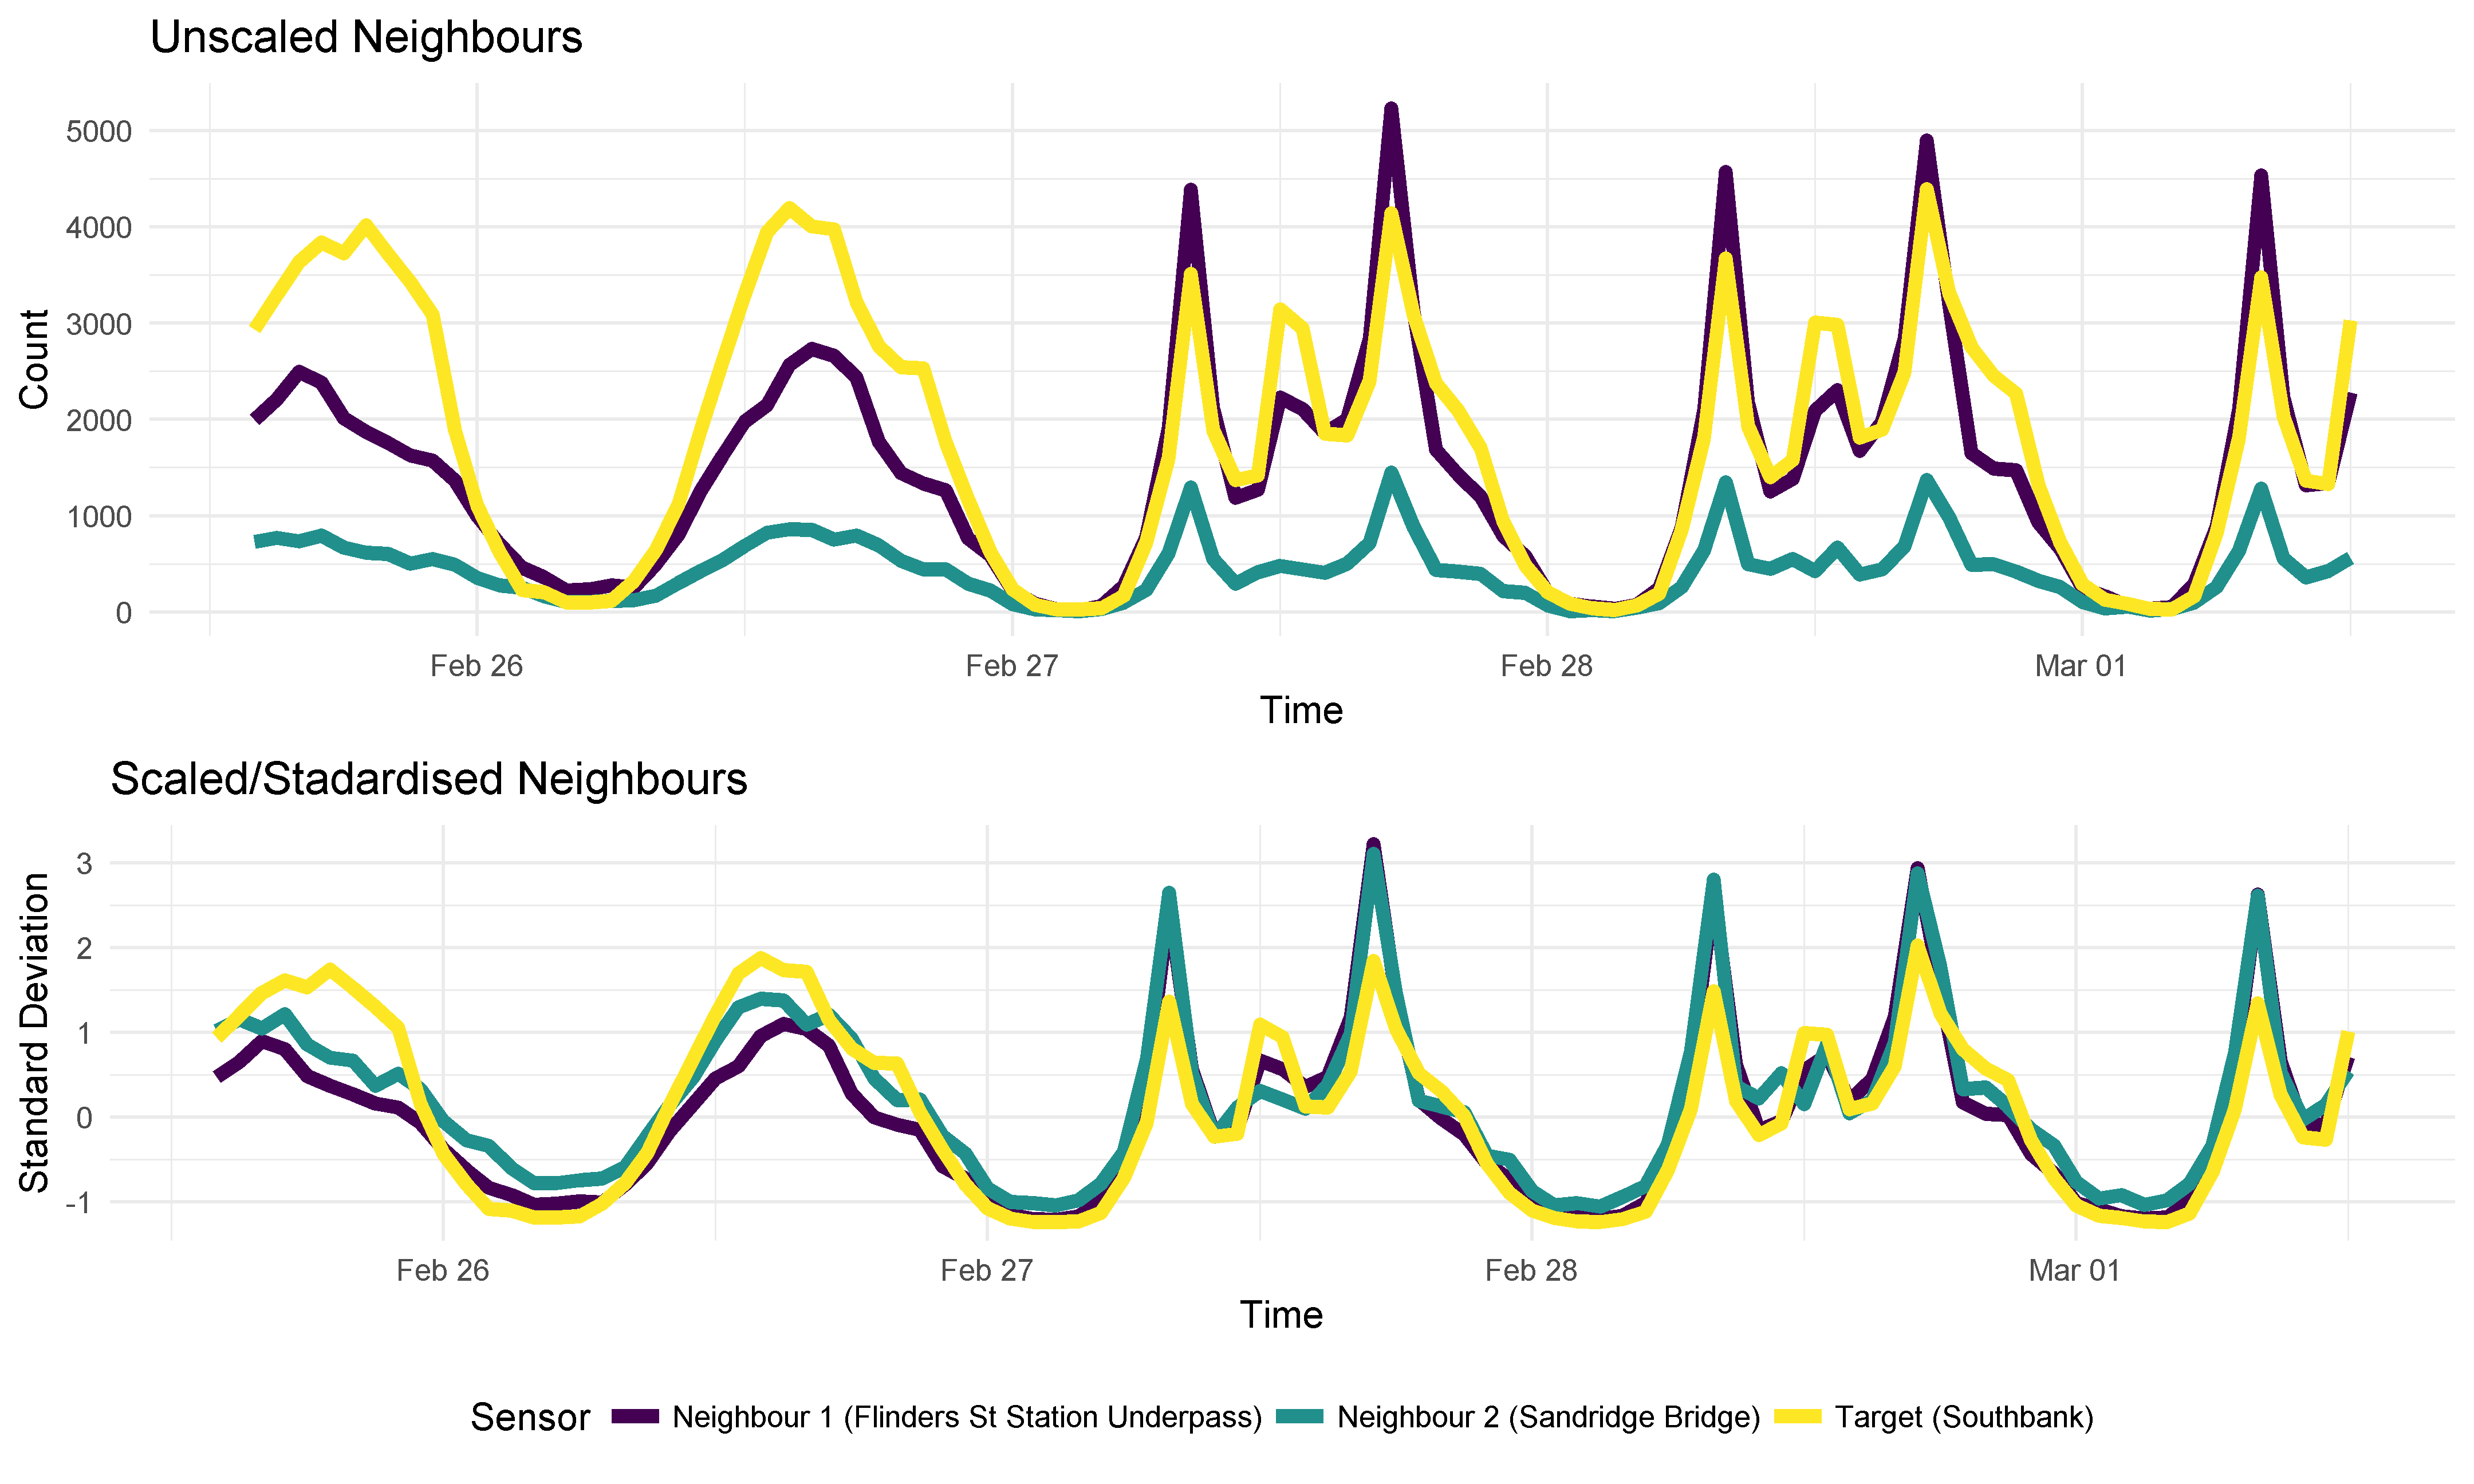 Unscaled Neighbours
Count
5000
4000
3000
2000
1000
0
Feb 26 Feb 27 Feb 28 Mar 01
Time
Scaled/Stadardised Neighbours
Standard Deviation
3
2
1
0
-1
Feb 26 Feb 27 Feb 28 Mar 01
Time
Sensor Neighbour 1 (Flinders St Station Underpass) Neighbour 2 (Sandridge Bridge) Target (Southbank)